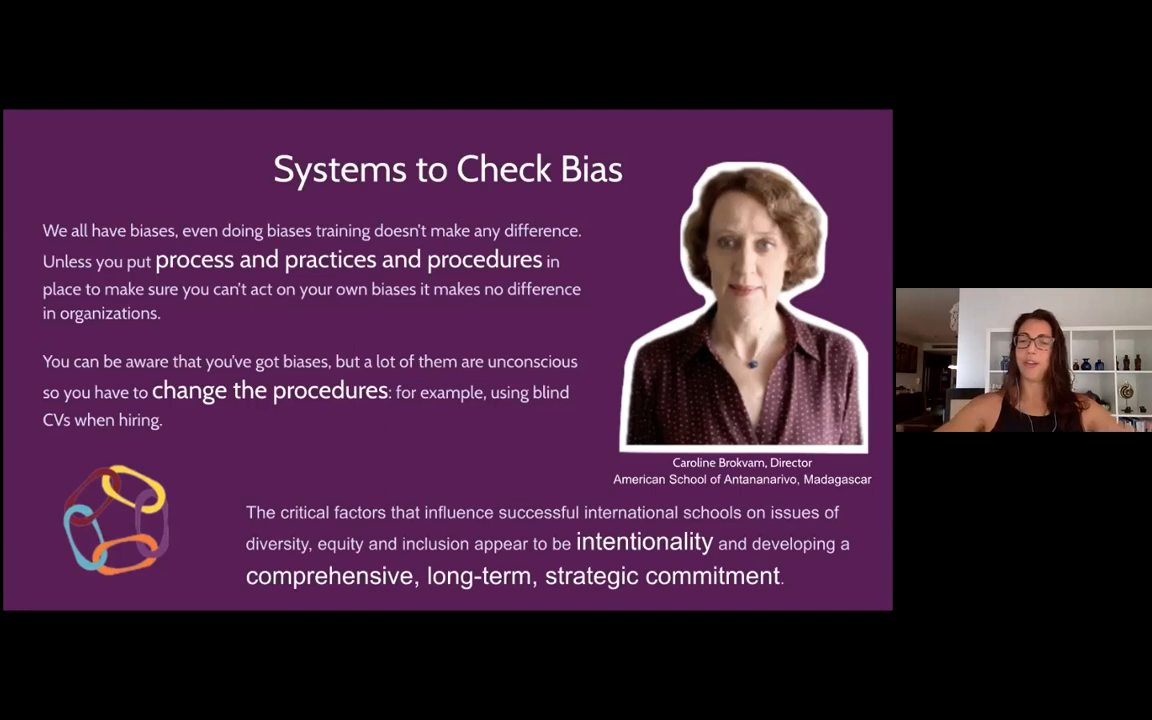 Systems to Check Bias
We all have biases, even doing biases training doesn't make any difference.
Unless you put process and practices and procedures in
place to make sure you can't act on your own biases it makes no difference
in organizations.
You can be aware that you've got biases, but a lot of them are unconscious
so you have to change the procedures: for example, using blind
CVs when hiring.
Caroline Brokvam, Director
American School of Antananarivo, Madagascar
The critical factors that influence successful international schools on issues of
diversity, equity and inclusion appear to be intentionality and developing a
comprehensive, long-term, strategic commitment.